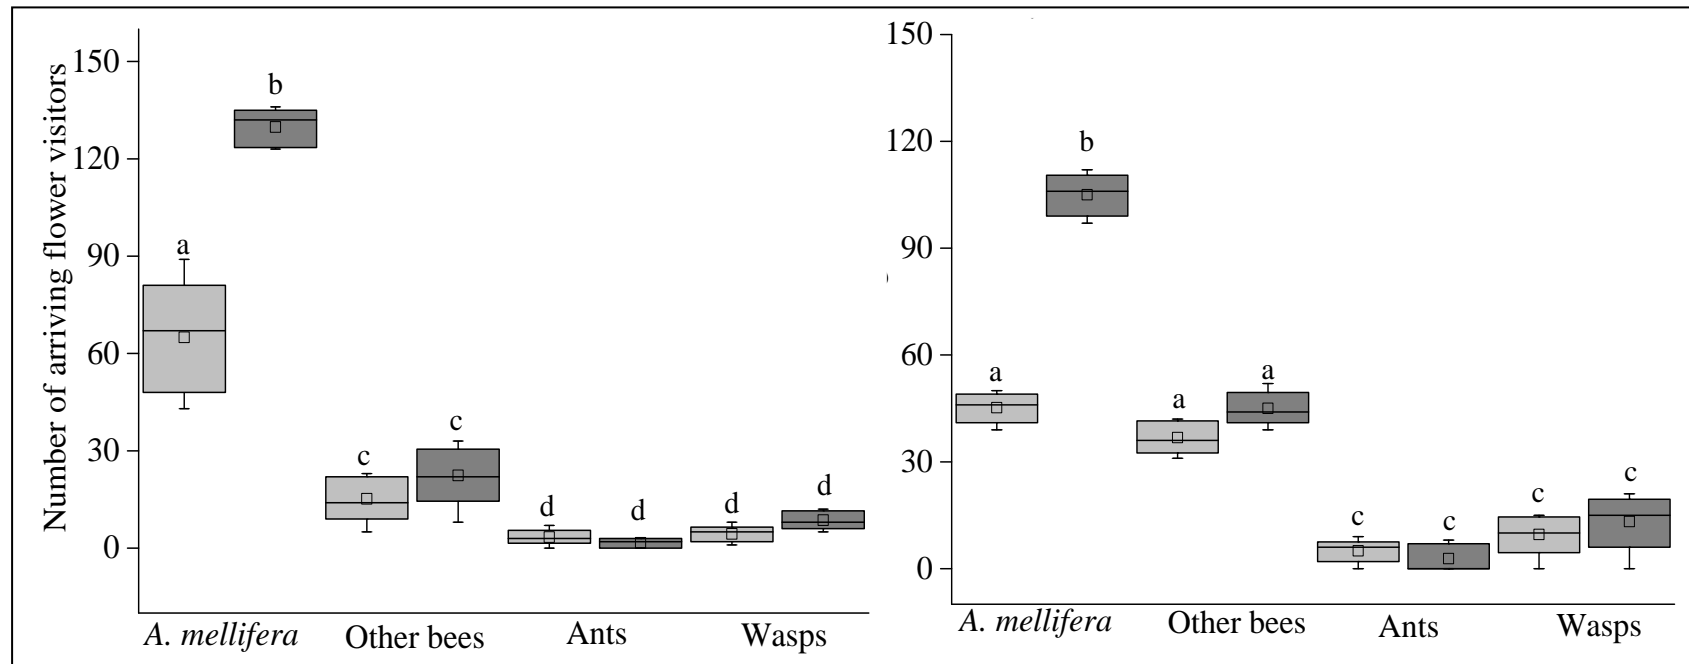 Number of arriving flower visitors
150
120
90
60
30
0
a
b
c
c
d
d
d
d
A. mellifera
Other bees
Ants
Wasps
150
120
90
60
30
0
a
b
a
a
c
c
c
c
A. mellifera
Other bees
Ants
Wasps